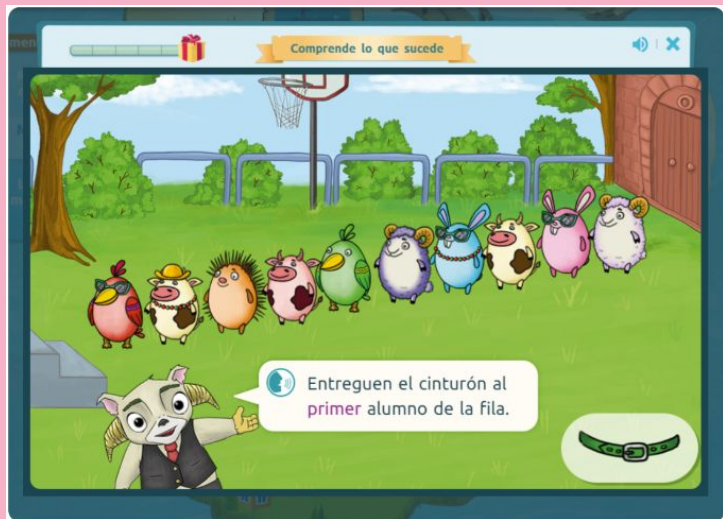 Comprende lo que sucede
Entreguen el cinturón al
primer alumno de la fila.